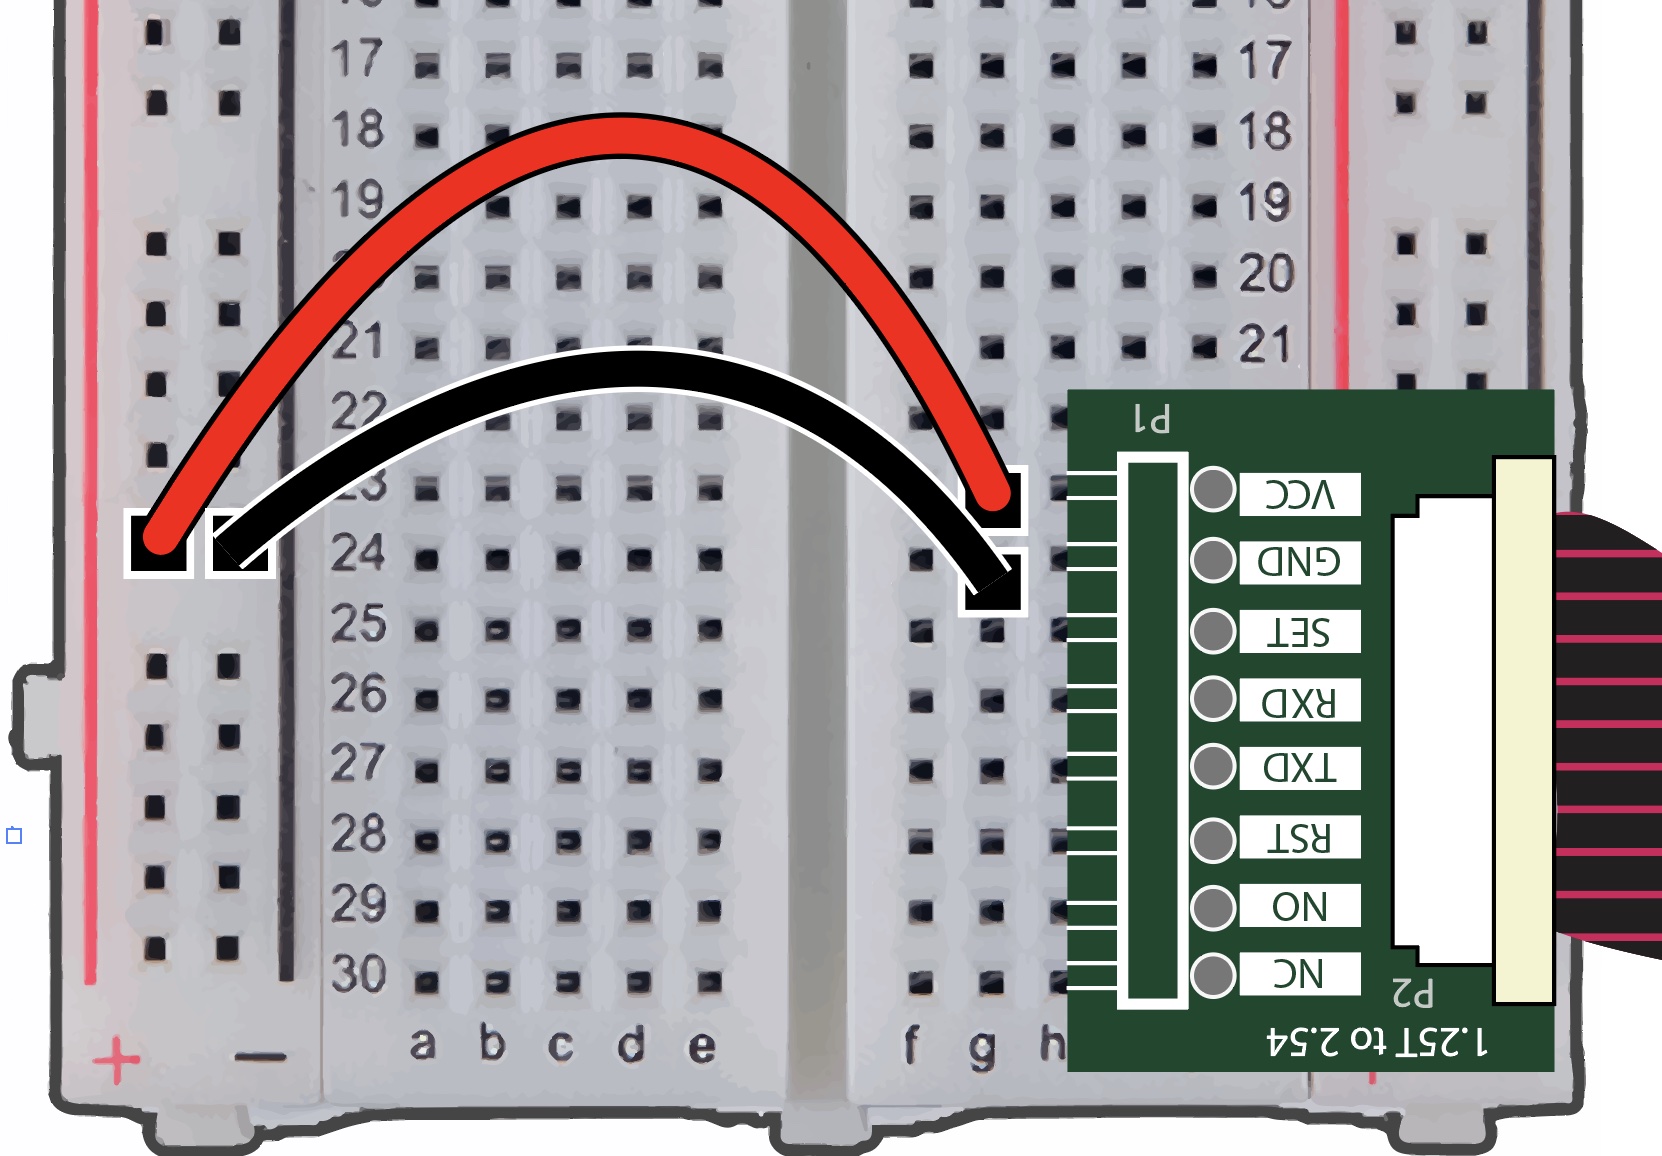 17 17
18 18
19 19
20
21 21
22
23
24
25
26
27
28
29
30
a b c d e f g h
+ −
P1
VCC
GND
SET
RXD
TXD
RST
NO
NC
P2
1.25T to 2.54